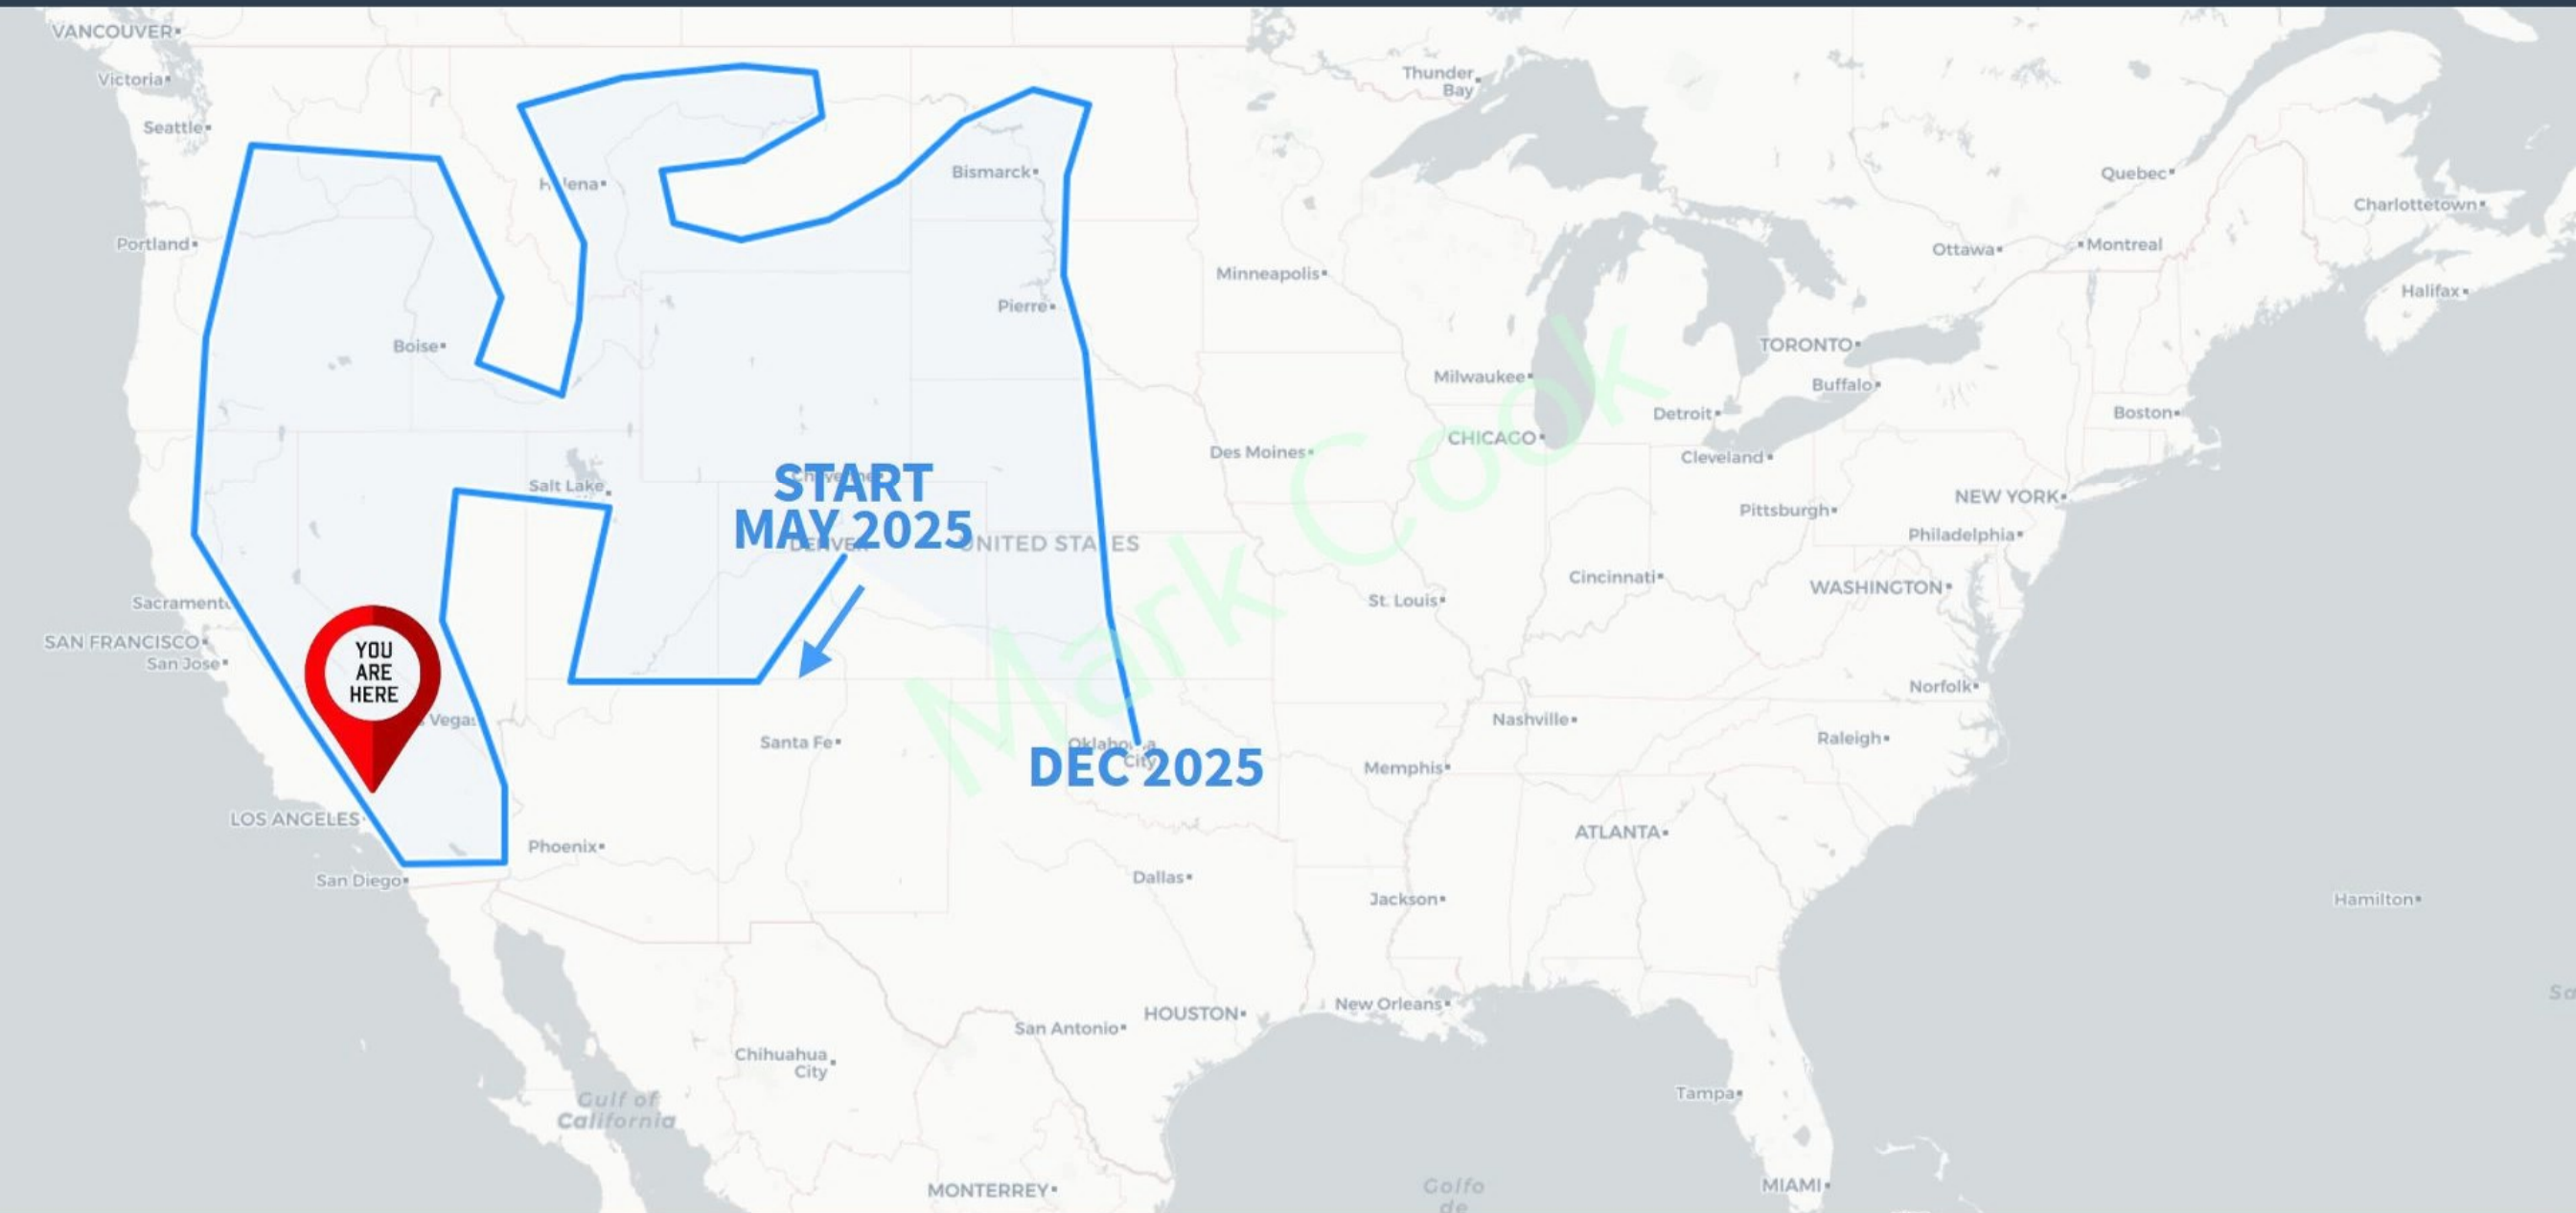 VANCOUVER
Victoria
Seattle
Portland
Helena
Bismarck
Pierre
Boise
Thunder
Bay
Minneapolis
Milwaukee
CHICAGO
Detroit
Cleveland
TORONTO
Buffalo
Ottawa
Montreal
Quebec
Charlottetown
Halifax
Boston
NEW YORK
Pittsburgh
Philadelphia
WASHINGTON
Cincinnati
Des Moines
St. Louis
Salt Lake
START
MAY 2025
DENVER
UNITED STATES
Sacramento
SAN FRANCISCO
San Jose
YOU
ARE
HERE
Vegas
LOS ANGELES
San Diego
Phoenix
Santa Fe
Oklahoma
City
DEC 2025
Mark Cook
Norfolk
Nashville
Raleigh
Memphis
ATLANTA
Dallas
Jackson
Hamilton
HOUSTON
New Orleans
San Antonio
Chihuahua
City
Gulf of
California
Tampa
MONTERREY
Golfo
de
MIAMI